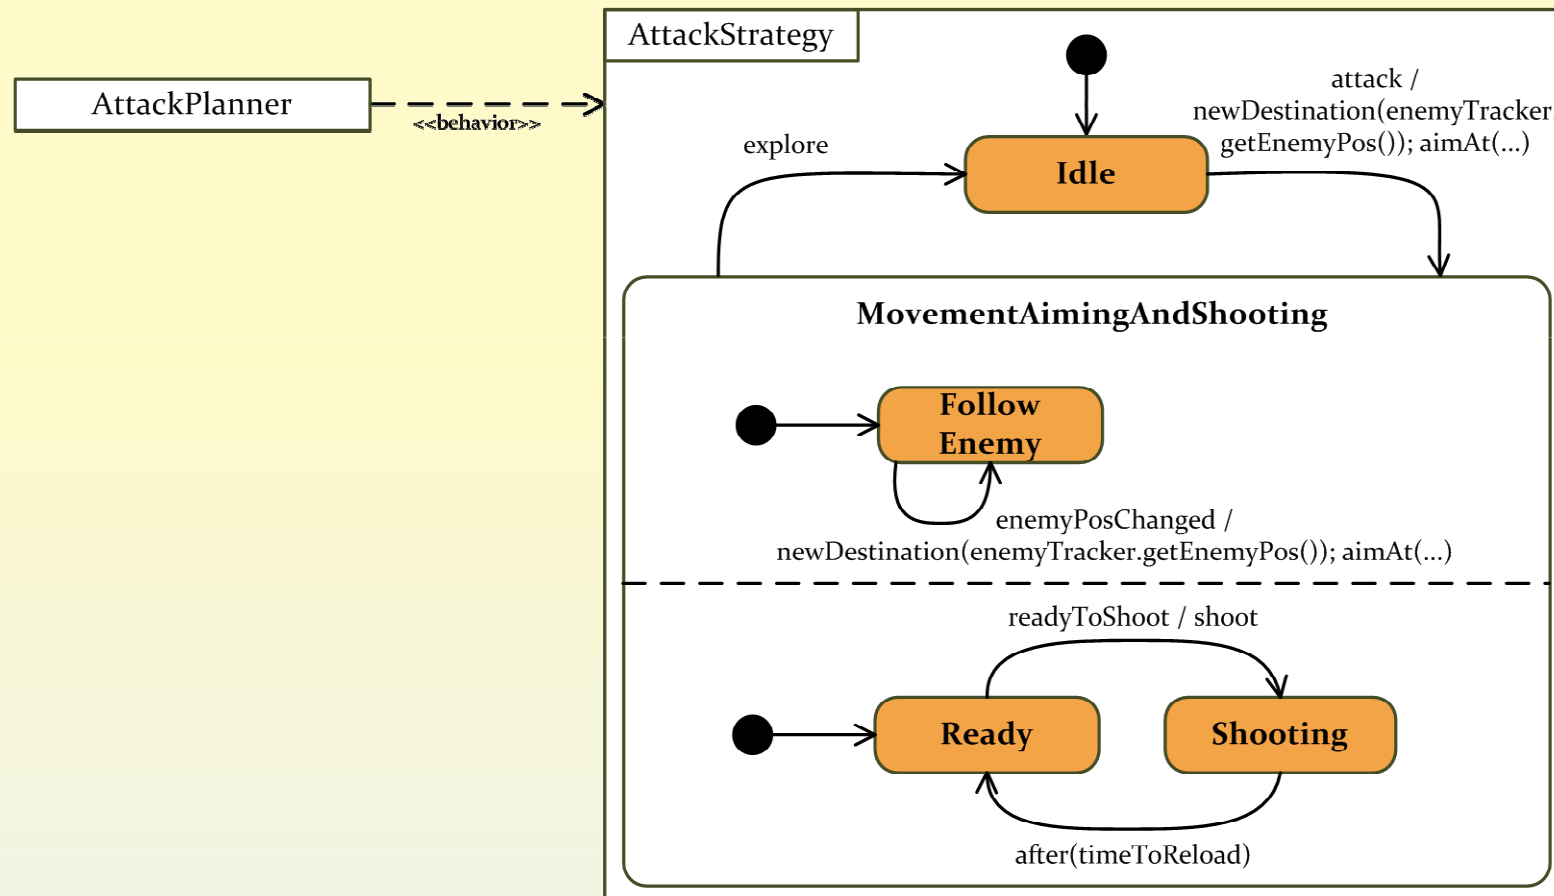 AttackStrategy
AttackPlanner
<<behavior>>
attack /
newDestination(enemyTracker.
getEnemyPos()); aimAt(...)
explore
Idle
MovementAimingAndShooting
Follow
Enemy
enemyPosChanged /
newDestination(enemyTracker.getEnemyPos()); aimAt(...)
readyToShoot / shoot
Ready
Shooting
after(timeToReload)